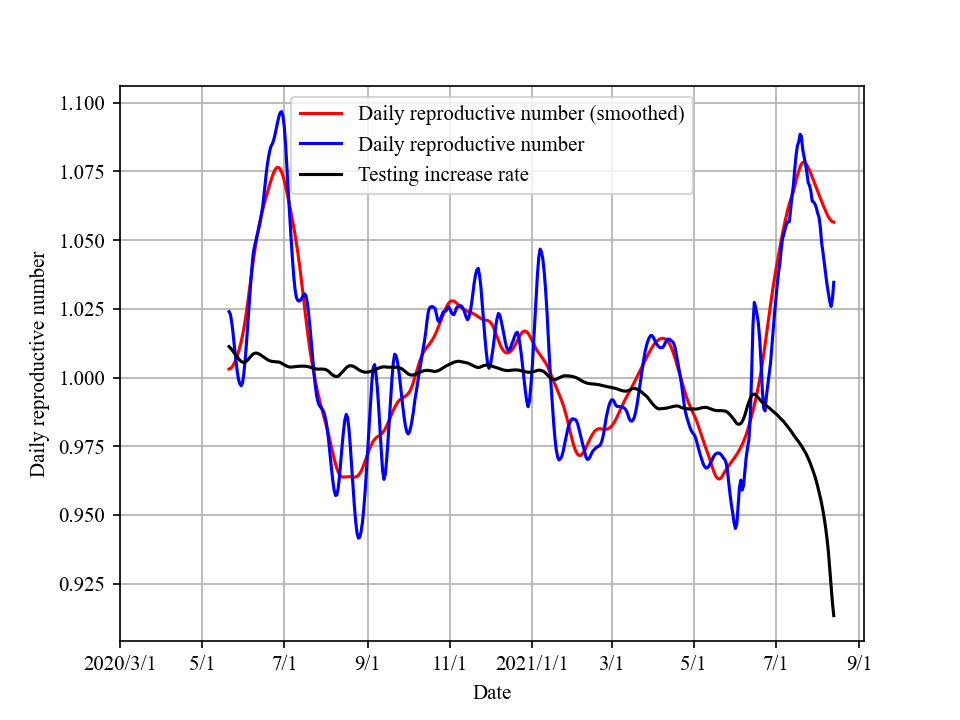 Daily reproductive number
1.100
1.075
1.050
1.025
1.000
0.975
0.950
0.925
Daily reproductive number (smoothed)
Daily reproductive number
Testing increase rate
2020/3/1 5/1 7/1 9/1 11/1 2021/1/1 3/1 5/1 7/1 9/1
Date